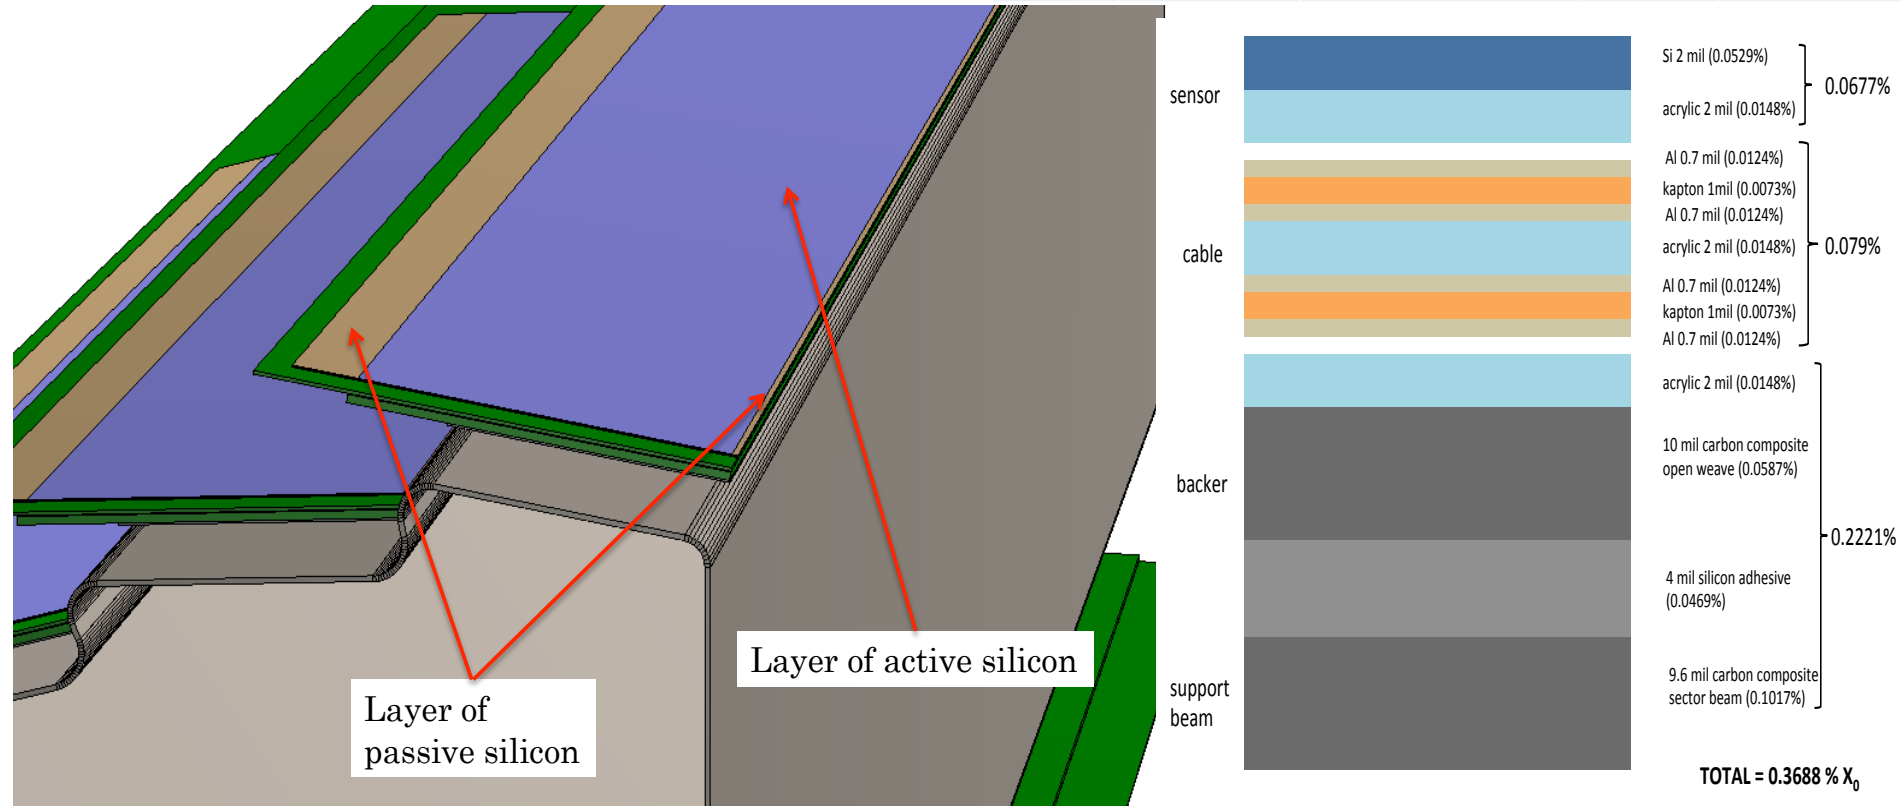 Layer of
passive silicon
Layer of active silicon
sensor
Si 2 mil (0.0529%)
acrylic 2 mil (0.0148%)
0.0677%
cable
Al 0.7 mil (0.0124%)
kapton 1mil (0.0073%)
Al 0.7 mil (0.0124%)
acrylic 2 mil (0.0148%)
Al 0.7 mil (0.0124%)
kapton 1mil (0.0073%)
Al 0.7 mil (0.0124%)
0.079%
backer
acrylic 2 mil (0.0148%)
10 mil carbon composite
open weave (0.0587%)
4 mil silicon adhesive
(0.0469%)
0.2221%
support
beam
9.6 mil carbon composite
sector beam (0.1017%)
TOTAL = 0.3688 % X0